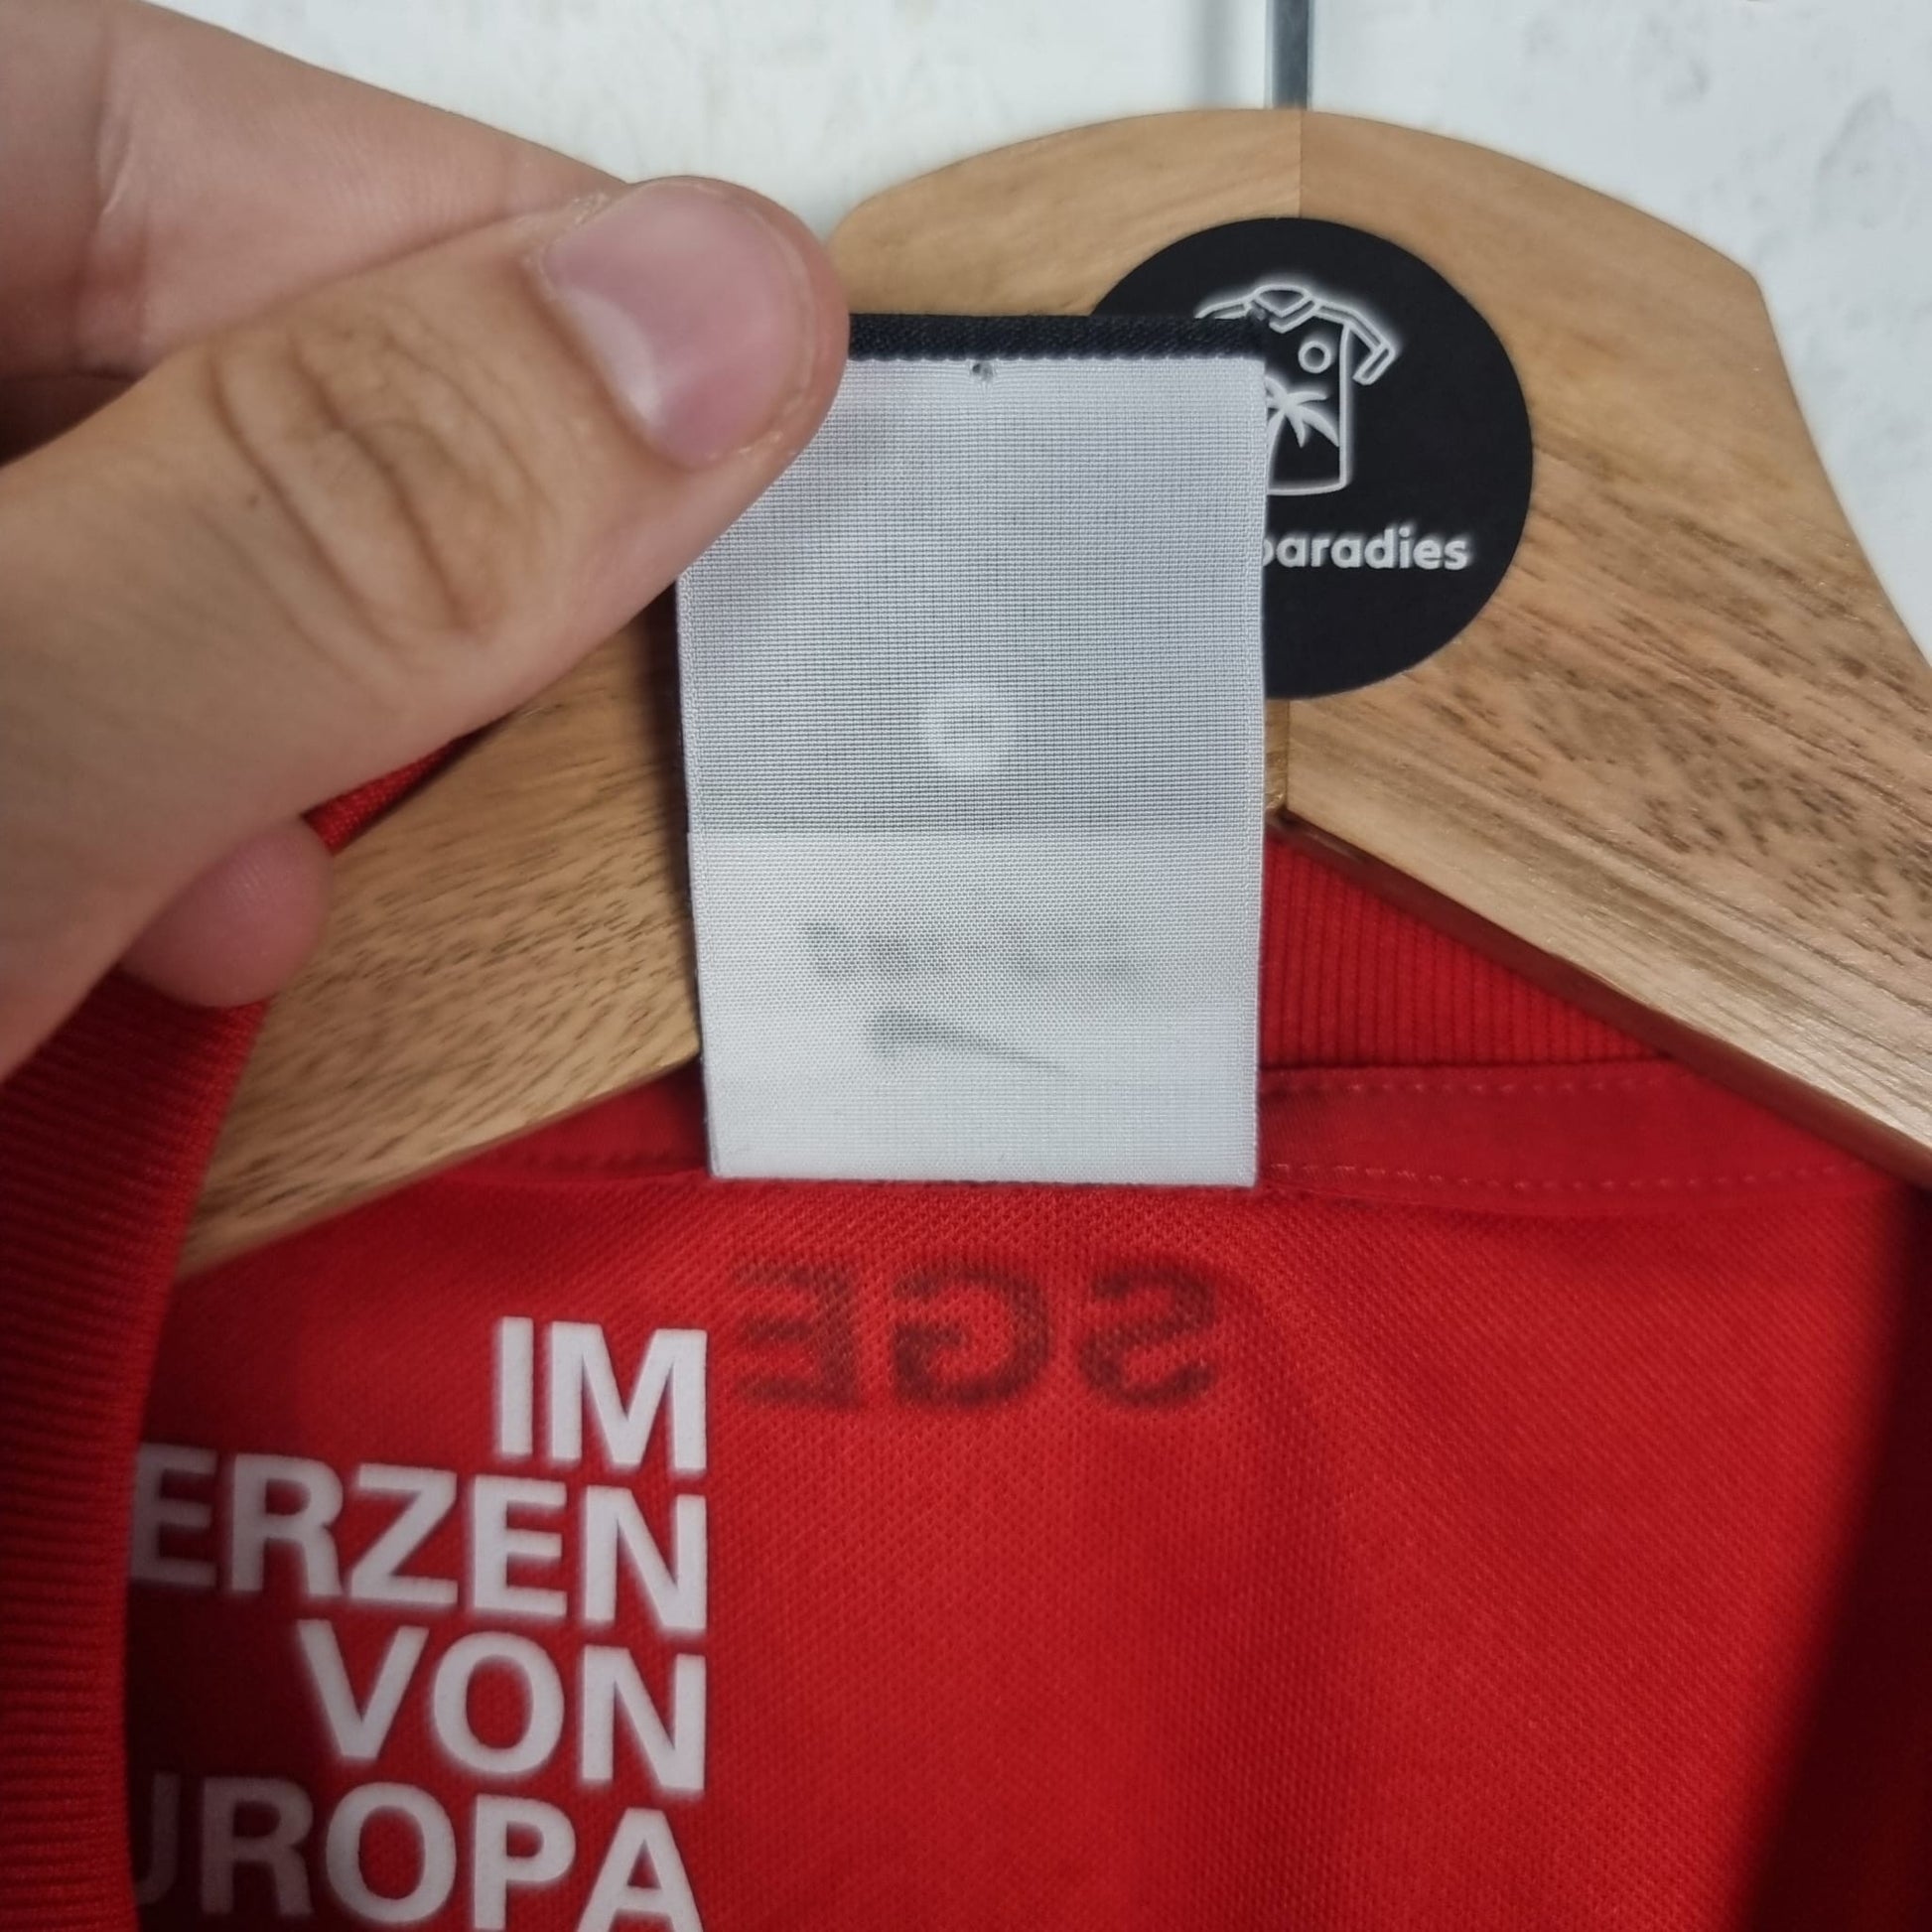 paradies
SGE
IM
ERZEN
VON
UROPA